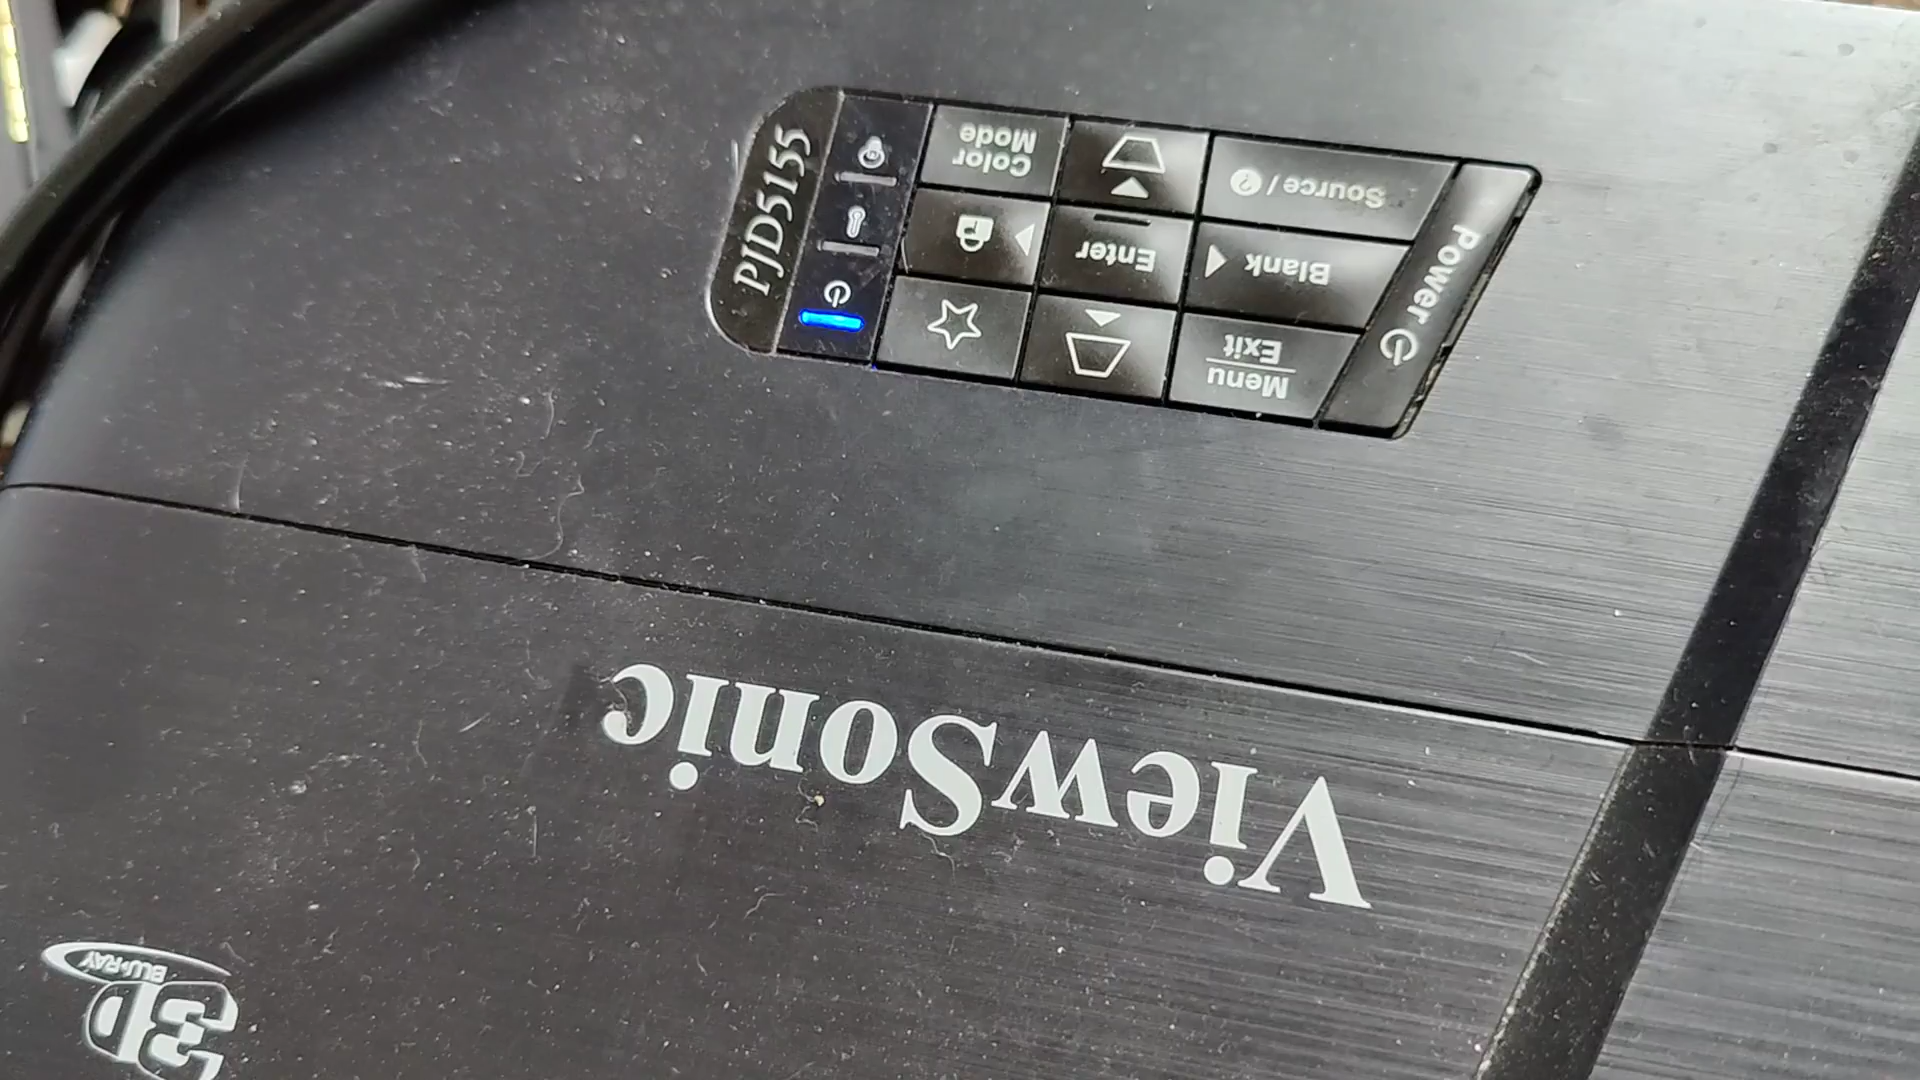 PJD5155
Power
Menu
Exit
Blank
Source /
Enter
Color
Mode
ViewSonic
BLU-RAY
3D